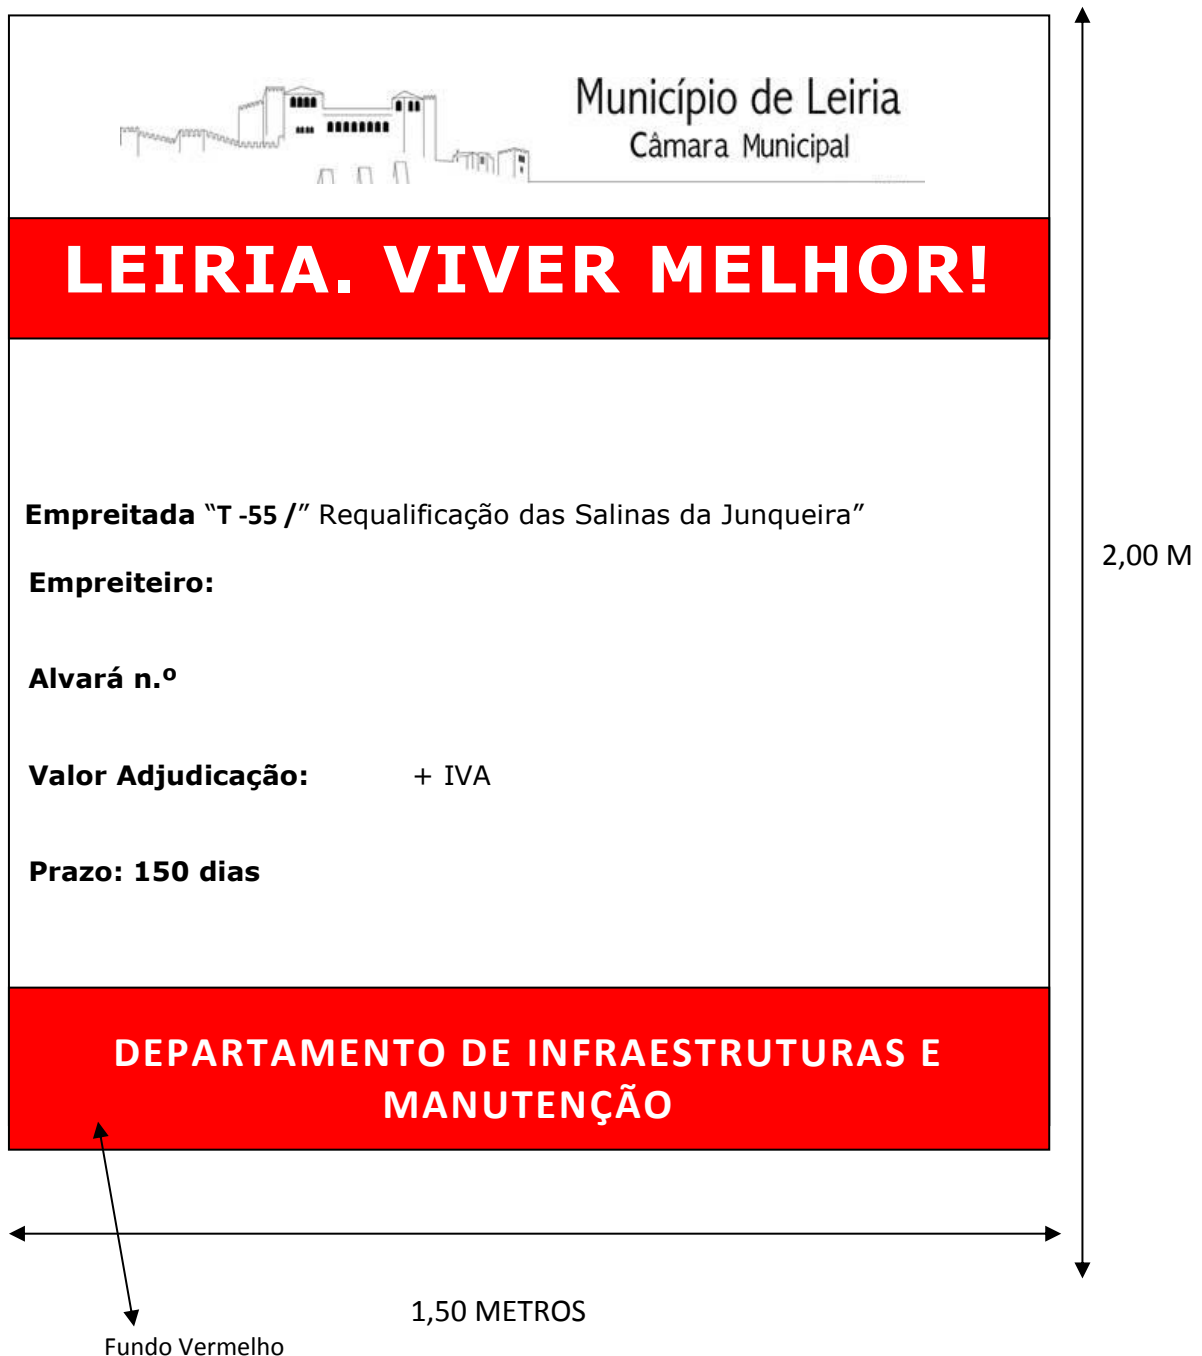 Município de Leiria
Câmara Municipal
LEIRIA. VIVER MELHOR!
Empreitada “T -55 /” Requalificação das Salinas da Junqueira”
Empreiteiro:
Alvará n.º
Valor Adjudicação: + IVA
Prazo: 150 dias
DEPARTAMENTO DE INFRAESTRUTURAS E
MANUTENÇÃO
2,00 M
1,50 METROS
Fundo Vermelho